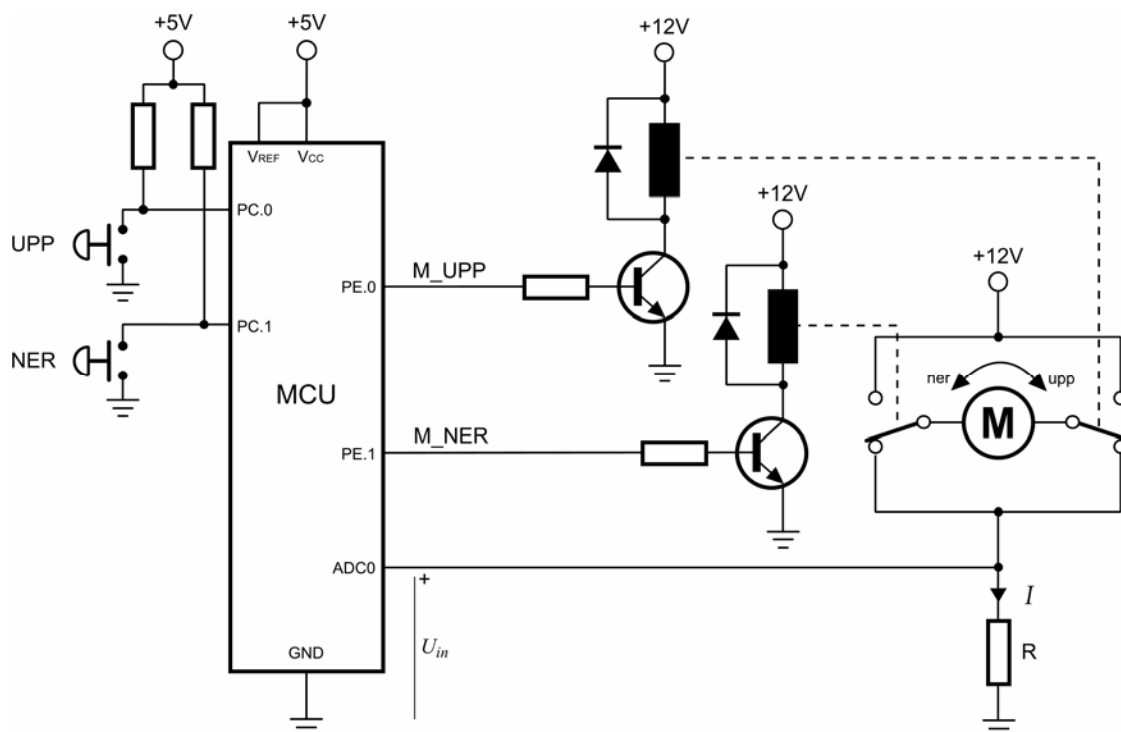 +5V
+5V
+12V
VREF
VCC
PC.0
UPP
+12V
M_UPP
PE.0
+12V
PC.1
NER
MCU
ner
upp
M
M_NER
PE.1
ADC0
+
I
Uin
GND
R